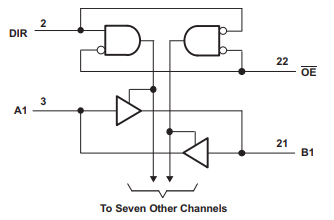 DIR 2
22 OE
A1 3
21 B1
To Seven Other Channels